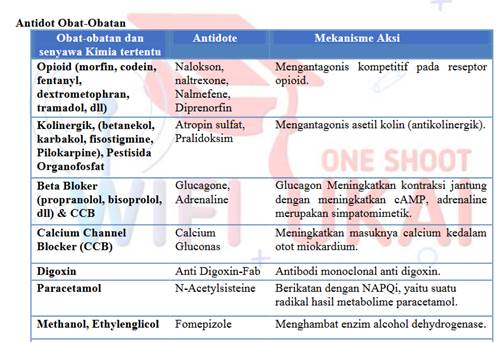 Antidot Obat-Obatan
Obat-obatan dan senyawa Kimia tertentu Antidote Mekanisme Aksi
Opioid (morfin, codein, Nalokson, Mengantagonis kompetitif pada reseptor
fentanyl, naltrexone, opioid.
dextrometophran, Nalmefene,
tramadol, dll) Diprenorfin
Kolinergik, (betanekol, Atropin sulfat, Mengantagonis asetil kolin (antikolinergik).
karbakol, fisostigmine, Pralidoksim
Pilokarpine), Pestisida
Organofosfat
Beta Bloker Glucagone, Glucagon Meningkatkan kontraksi jantung
(propranolol, bisoprolol, Adrenaline dengan meningkatkan cAMP, adrenaline
dll) & CCB merupakan simpatomimetik.
Calcium Channel Calcium Meningkatkan masuknya calcium kedalam
Blocker (CCB) Gluconas otot miokardium.
Digoxin Anti Digoxin-Fab Antibodi monoclonal anti digoxin.
Paracetamol N-Acetylsisteine Berikatan dengan NAPQi, yaitu suatu
radikal hasil metabolime paracetamol.
Methanol, Ethylenglicol Fomepizole Menghambat enzim alcohol dehydrogenase.
ONE SHOOT
WIFI UKAI